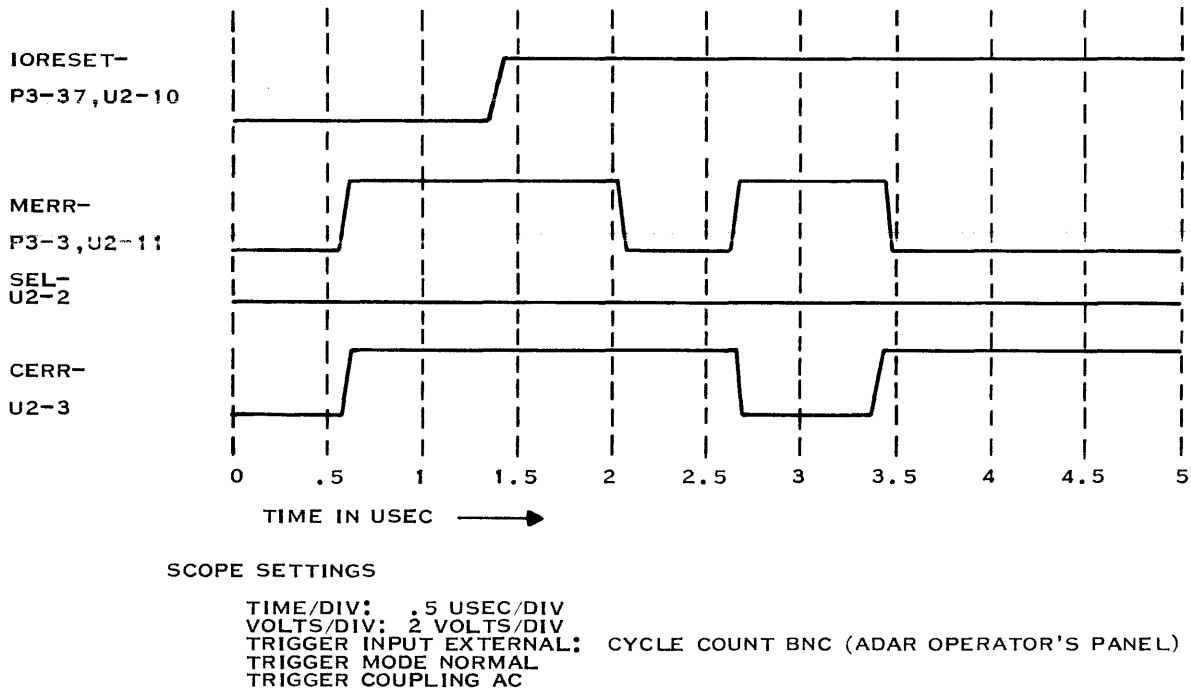 IORESET-
P3-37,U2-10
MERR-
P3-3,U2-11
SEL-
U2-2
CERR-
U2-3
0 .5 1 1.5 2 2.5 3 3.5 4 4.5 5
TIME IN USEC
SCOPE SETTINGS
TIME/DIV: .5 USEC/DIV
VOLTS/DIV: 2 VOLTS/DIV
TRIGGER INPUT EXTERNAL: CYCLE COUNT BNC (ADAR OPERATOR'S PANEL)
TRIGGER MODE NORMAL
TRIGGER COUPLING AC